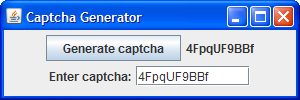 Captcha Generator
Generate captcha 4FpqUF9BBf
Enter captcha: 4FpqUF9BBf